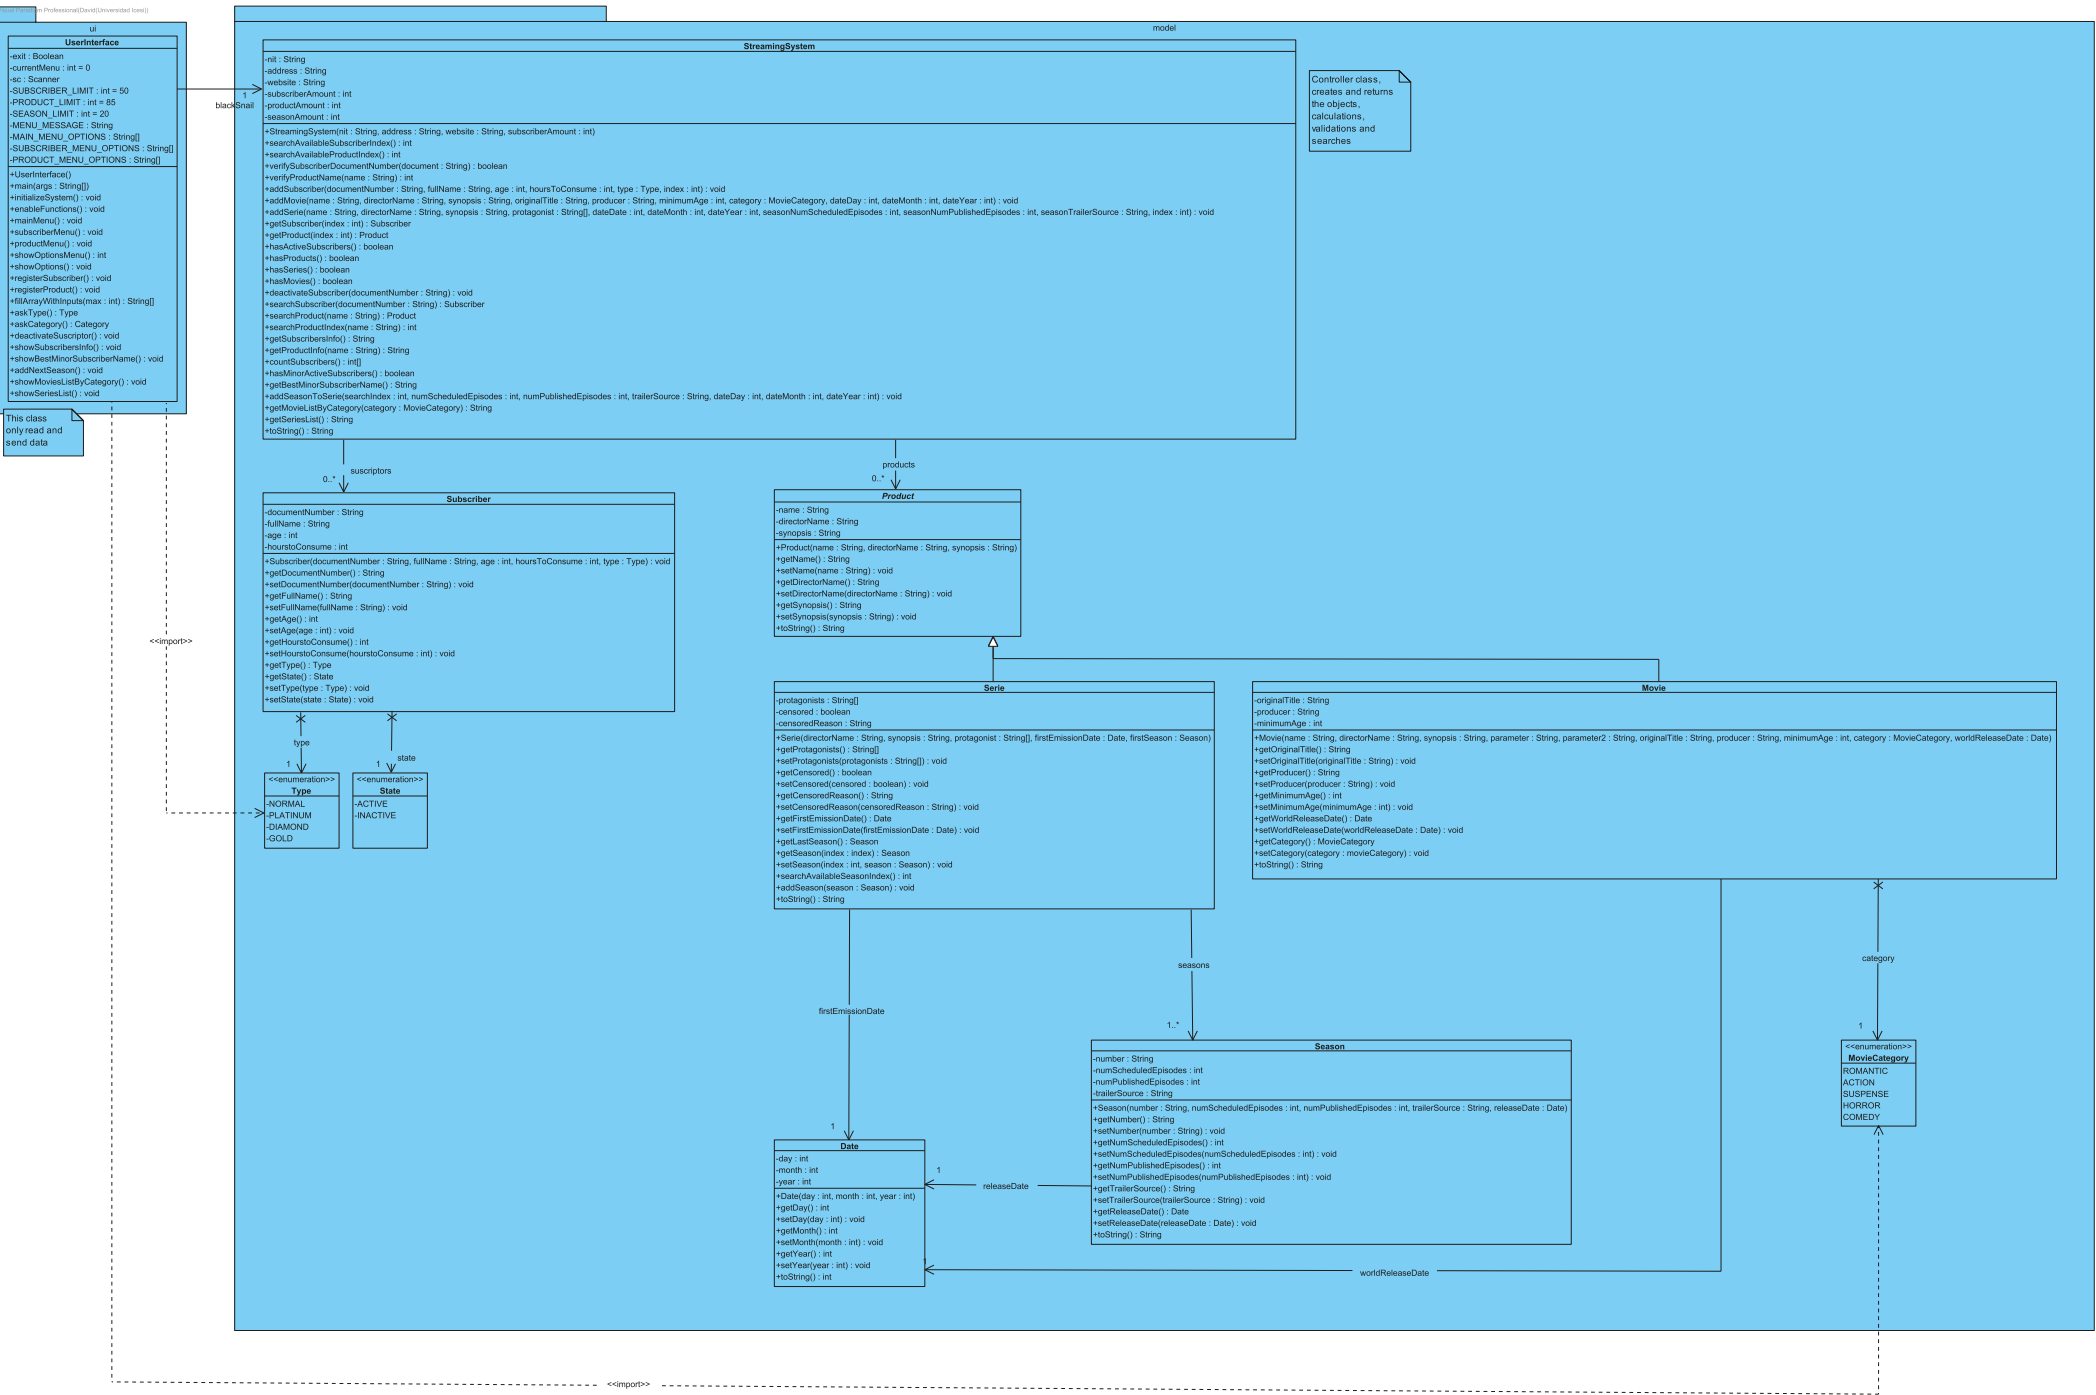 Visual Paradigm Professional(David(Universidad Icesi))
ui
UserInterface
-exit : Boolean
-currentMenu : int = 0
-sc : Scanner
-SUBSCRIBER_LIMIT : int = 50
-PRODUCT_LIMIT : int = 85
-SEASON_LIMIT : int = 20
-MENU_MESSAGE : String
-MAIN_MENU_OPTIONS : String[]
-SUBSCRIBER_MENU_OPTIONS : String[]
-PRODUCT_MENU_OPTIONS : String[]
+UserInterface()
+main(args : String[])
+initializeSystem() : void
+enableFunctions() : void
+mainMenu() : void
+subscriberMenu() : void
+productMenu() : void
+showOptionsMenu() : int
+showOptions() : void
+registerSubscriber() : void
+registerProduct() : void
+fillArrayWithInputs(max : int) : String[]
+askType() : Type
+askCategory() : Category
+deactivateSuscriptor() : void
+showSubscribersInfo() : void
+showBestMinorSubscriberName() : void
+addNextSeason() : void
+showMoviesListByCategory() : void
+showSeriesList() : void
This class
only read and
send data
1
blackSnail
model
StreamingSystem
-nit : String
-address : String
-website : String
-subscriberAmount : int
-productAmount : int
-seasonAmount : int
+StreamingSystem(nit : String, address : String, website : String, subscriberAmount : int)
+searchAvailableSubscriberIndex() : int
+searchAvailableProductIndex() : int
+verifySubscriberDocumentNumber(document : String) : boolean
+verifyProductName(name : String) : int
+addSubscriber(documentNumber : String, fullName : String, age : int, hoursToConsume : int, type : Type, index : int) : void
+addMovie(name : String, directorName : String, synopsis : String, originalTitle : String, producer : String, minimumAge : int, category : MovieCategory, dateDay : int, dateMonth : int, dateYear : int) : void
+addSerie(name : String, directorName : String, synopsis : String, protagonist : String[], dateDate : int, dateMonth : int, dateYear : int, seasonNumScheduledEpisodes : int, seasonNumPublishedEpisodes : int, seasonTrailerSource : String, index : int) : void
+getSubscriber(index : int) : Subscriber
+getProduct(index : int) : Product
+hasActiveSubscribers() : boolean
+hasProducts() : boolean
+hasSeries() : boolean
+hasMovies() : boolean
+deactivateSubscriber(documentNumber : String) : void
+searchSubscriber(documentNumber : String) : Subscriber
+searchProduct(name : String) : Product
+searchProductIndex(name : String) : int
+getSubscribersInfo() : String
+getProductInfo(name : String) : String
+countSubscribers() : int[]
+hasMinorActiveSubscribers() : boolean
+getBestMinorSubscriberName() : String
+addSeasonToSerie(searchIndex : int, numScheduledEpisodes : int, numPublishedEpisodes : int, trailerSource : String, dateDay : int, dateMonth : int, dateYear : int) : void
+getMovieListByCategory(category : MovieCategory) : String
+getSeriesList() : String
+toString() : String
Controller class,
creates and returns
the objects,
calculations,
validations and
searches
suscriptors
0..*
products
0..*
Subscriber
-documentNumber : String
-fullName : String
-age : int
-hourstoConsume : int
+Subscriber(documentNumber : String, fullName : String, age : int, hoursToConsume : int, type : Type) : void
+getDocumentNumber() : String
+setDocumentNumber(documentNumber : String) : void
+getFullName() : String
+setFullName(fullName : String) : void
+getAge() : int
+setAge(age : int) : void
+getHourstoConsume() : int
+setHourstoConsume(hourstoConsume : int) : void
+getType() : Type
+getState() : State
+setType(type : Type) : void
+setState(state : State) : void
Product
-name : String
-directorName : String
-synopsis : String
+Product(name : String, directorName : String, synopsis : String)
+getName() : String
+setName(name : String) : void
+getDirectorName() : String
+setDirectorName(directorName : String) : void
+getSynopsis() : String
+setSynopsis(synopsis : String) : void
+toString() : String
<<import>>
type
1
state
1
<<enumeration>>
Type
-NORMAL
-PLATINUM
-DIAMOND
-GOLD
<<enumeration>>
State
-ACTIVE
-INACTIVE
Serie
-protagonists : String[]
-censored : boolean
-censoredReason : String
+Serie(directorName : String, synopsis : String, protagonist : String[], firstEmissionDate : Date, firstSeason : Season)
+getProtagonists() : String[]
+setProtagonists(protagonists : String[]) : void
+getCensored() : boolean
+setCensored(censored : boolean) : void
+getCensoredReason() : String
+setCensoredReason(censoredReason : String) : void
+getFirstEmissionDate() : Date
+setFirstEmissionDate(firstEmissionDate : Date) : void
+getLastSeason() : Season
+getSeason(index : index) : Season
+setSeason(index : int, season : Season) : void
+searchAvailableSeasonIndex() : int
+addSeason(season : Season) : void
+toString() : String
Movie
-originalTitle : String
-producer : String
-minimumAge : int
+Movie(name : String, directorName : String, synopsis : String, parameter : String, parameter2 : String, originalTitle : String, producer : String, minimumAge : int, category : MovieCategory, worldReleaseDate : Date)
+getOriginalTitle() : String
+setOriginalTitle(originalTitle : String) : void
+getProducer() : String
+setProducer(producer : String) : void
+getMinimumAge() : int
+setMinimumAge(minimumAge : int) : void
+getWorldReleaseDate() : Date
+setWorldReleaseDate(worldReleaseDate : Date) : void
+getCategory() : MovieCategory
+setCategory(category : movieCategory) : void
+toString() : String
firstEmissionDate
1
seasons
1..*
category
1
Season
-number : String
-numScheduledEpisodes : int
-numPublishedEpisodes : int
-trailerSource : String
+Season(number : String, numScheduledEpisodes : int, numPublishedEpisodes : int, trailerSource : String, releaseDate : Date)
+getNumber() : String
+setNumber(number : String) : void
+getNumScheduledEpisodes() : int
+setNumScheduledEpisodes(numScheduledEpisodes : int) : void
+getNumPublishedEpisodes() : int
+setNumPublishedEpisodes(numPublishedEpisodes : int) : void
+getTrailerSource() : String
+setTrailerSource(trailerSource : String) : void
+getReleaseDate() : Date
+setReleaseDate(releaseDate : Date) : void
+toString() : String
<<enumeration>>
MovieCategory
ROMANTIC
ACTION
SUSPENSE
HORROR
COMEDY
Date
-day : int
-month : int
-year : int
+Date(day : int, month : int, year : int)
+getDay() : int
+setDay(day : int) : void
+getMonth() : int
+setMonth(month : int) : void
+getYear() : int
+setYear(year : int) : void
+toString() : int
1
releaseDate
1
worldReleaseDate
<<import>>